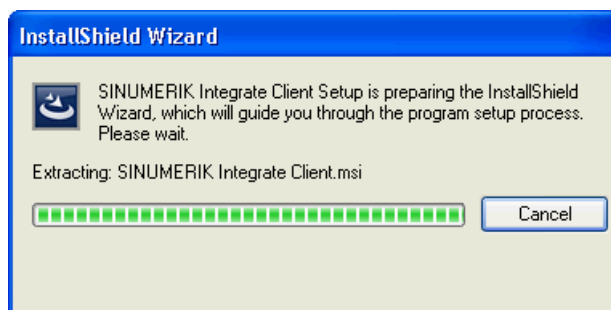 InstallShield Wizard
SINUMERIK Integrate Client Setup is preparing the InstallShield
Wizard, which will guide you through the program setup process.
Please wait.
Extracting: SINUMERIK Integrate Client.msi
Cancel